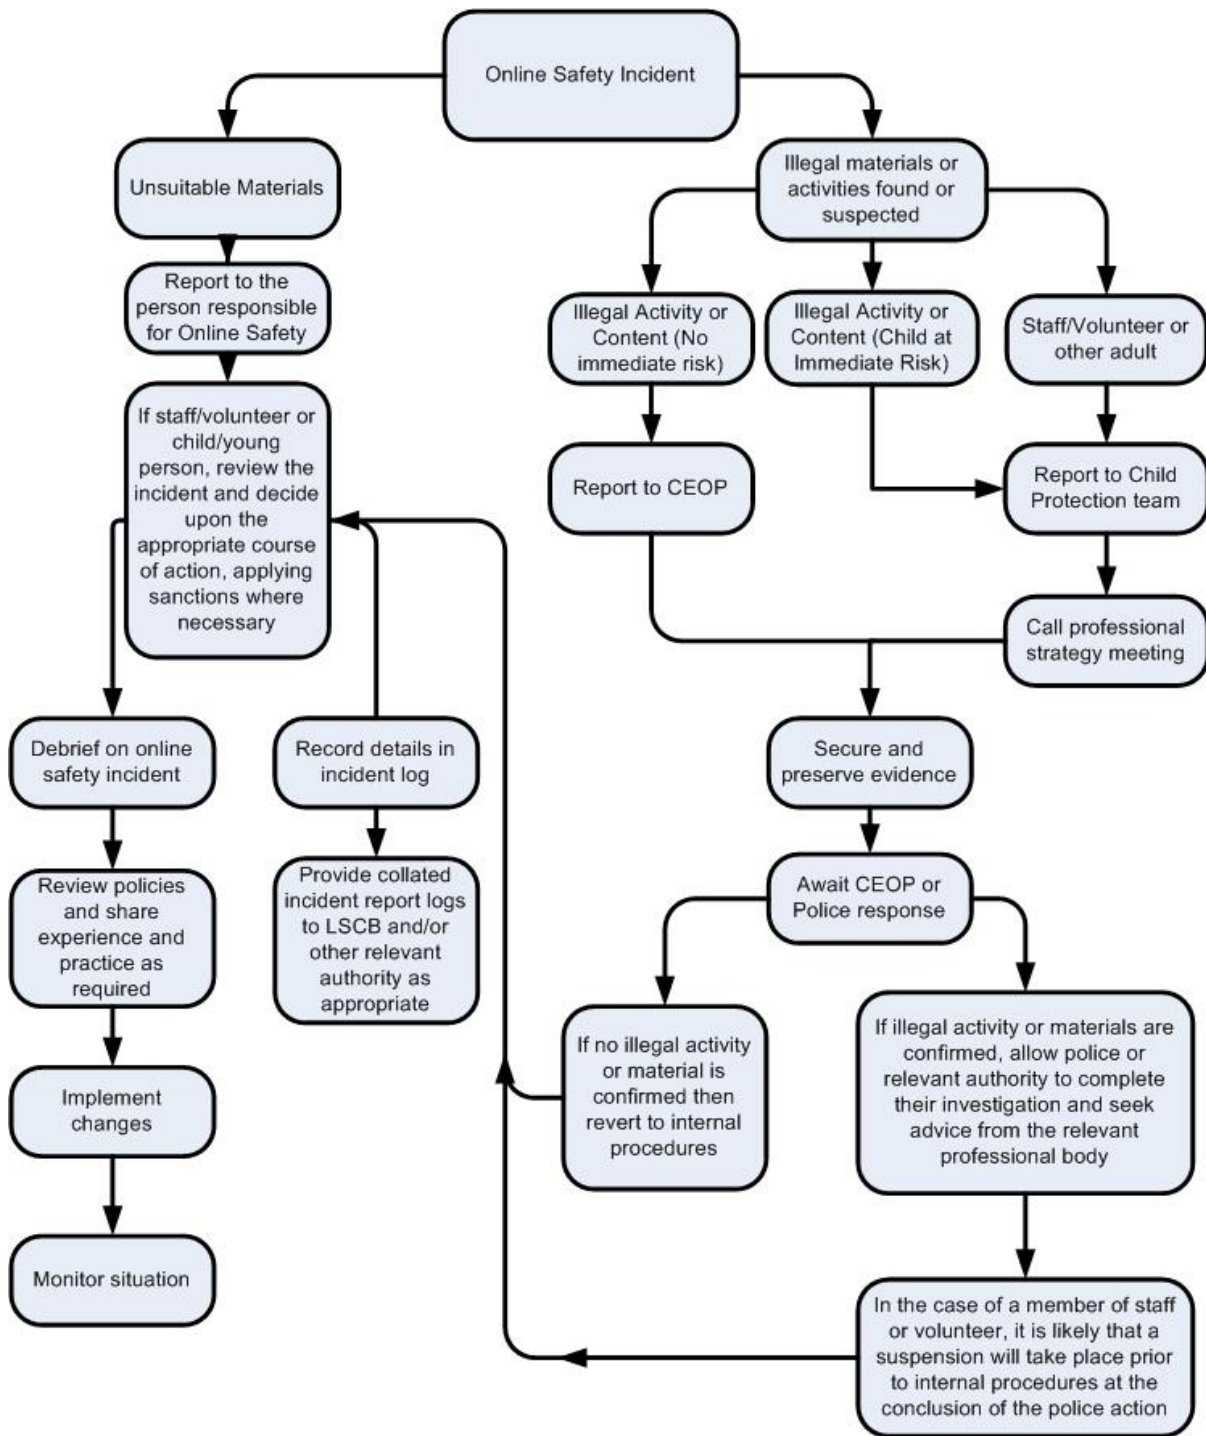 Online Safety Incident
Unsuitable Materials
Report to the
person responsible
for Online Safety
If staff/volunteer or
child/young
person, review the
incident and decide
upon the
appropriate course
of action, applying
sanctions where
necessary
Debrief on online
safety incident
Review policies
and share
experience and
practice as
required
Implement
changes
Monitor situation
Record details in
incident log
Provide collated
incident report logs
to LSCB and/or
other relevant
authority as
appropriate
Illegal materials or
activities found or
suspected
Illegal Activity or
Content (No
immediate risk)
Report to CEOP
Illegal Activity or
Content (Child at
Immediate Risk)
Staff/Volunteer or
other adult
Report to Child
Protection team
Call professional
strategy meeting
Secure and
preserve evidence
Await CEOP or
Police response
If no illegal activity
or material is
confirmed then
revert to internal
procedures
If illegal activity or materials are
confirmed, allow police or
relevant authority to complete
their investigation and seek
advice from the relevant
professional body
In the case of a member of staff
or volunteer, it is likely that a
suspension will take place prior
to internal procedures at the
conclusion of the police action